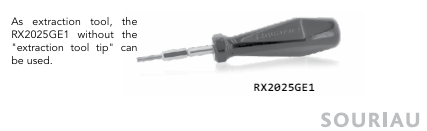 As extraction tool, the
RX2025GE1 without the
"extraction tool tip" can
be used.
RX2025GE1
SOURIAU